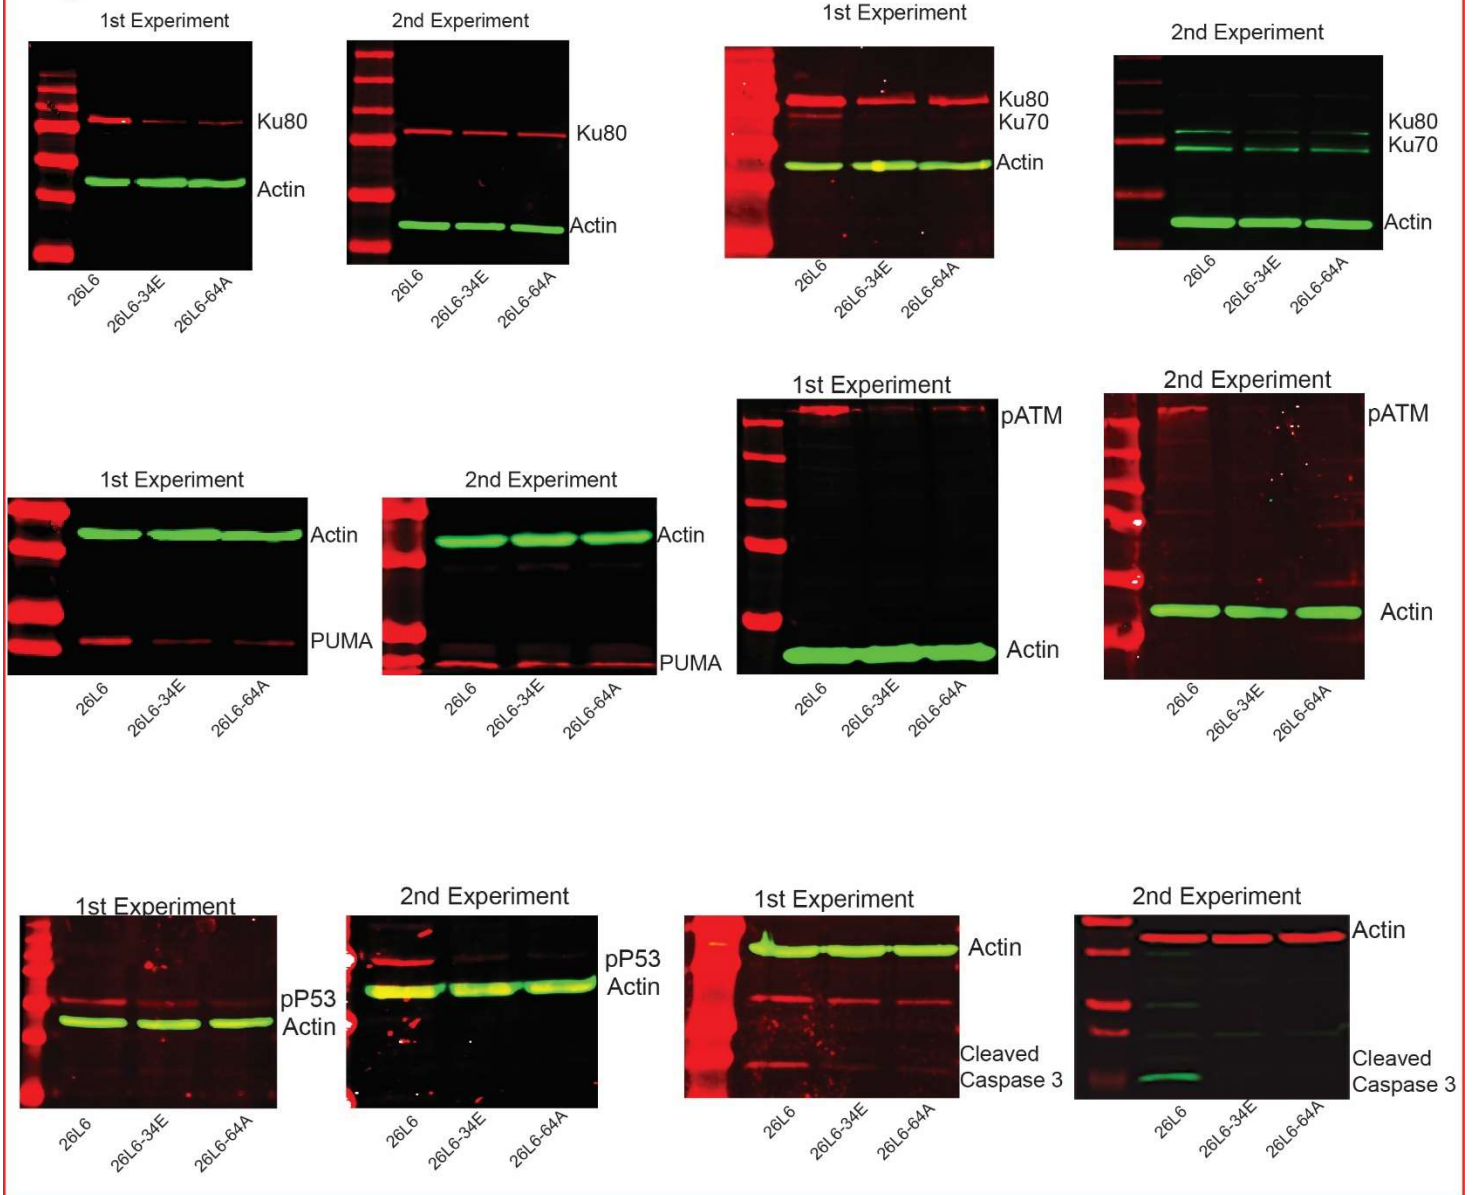 1st Experiment
Ku80
Actin
26L6
26L6-34E
26L6-64A
2nd Experiment
Ku80
Actin
26L6
26L6-34E
26L6-64A
1st Experiment
Ku80
Ku70
Actin
26L6
26L6-34E
26L6-64A
2nd Experiment
Ku80
Ku70
Actin
26L6
26L6-34E
26L6-64A
1st Experiment
Actin
PUMA
26L6
26L6-34E
26L6-64A
2nd Experiment
Actin
PUMA
26L6
26L6-34E
26L6-64A
1st Experiment
pATM
Actin
26L6
26L6-34E
26L6-64A
2nd Experiment
pATM
Actin
26L6
26L6-34E
26L6-64A
1st Experiment
pP53
Actin
26L6
26L6-34E
26L6-64A
2nd Experiment
pP53
Actin
26L6
26L6-34E
26L6-64A
1st Experiment
Actin
Cleaved
Caspase 3
26L6
26L6-34E
26L6-64A
2nd Experiment
Actin
Cleaved
Caspase 3
26L6
26L6-34E
26L6-64A